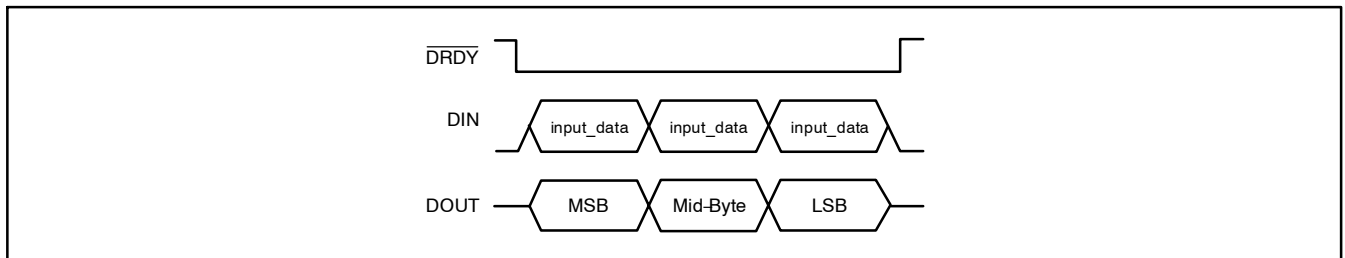 DRDY
DIN input_data input_data input_data
DOUT MSB Mid-Byte LSB